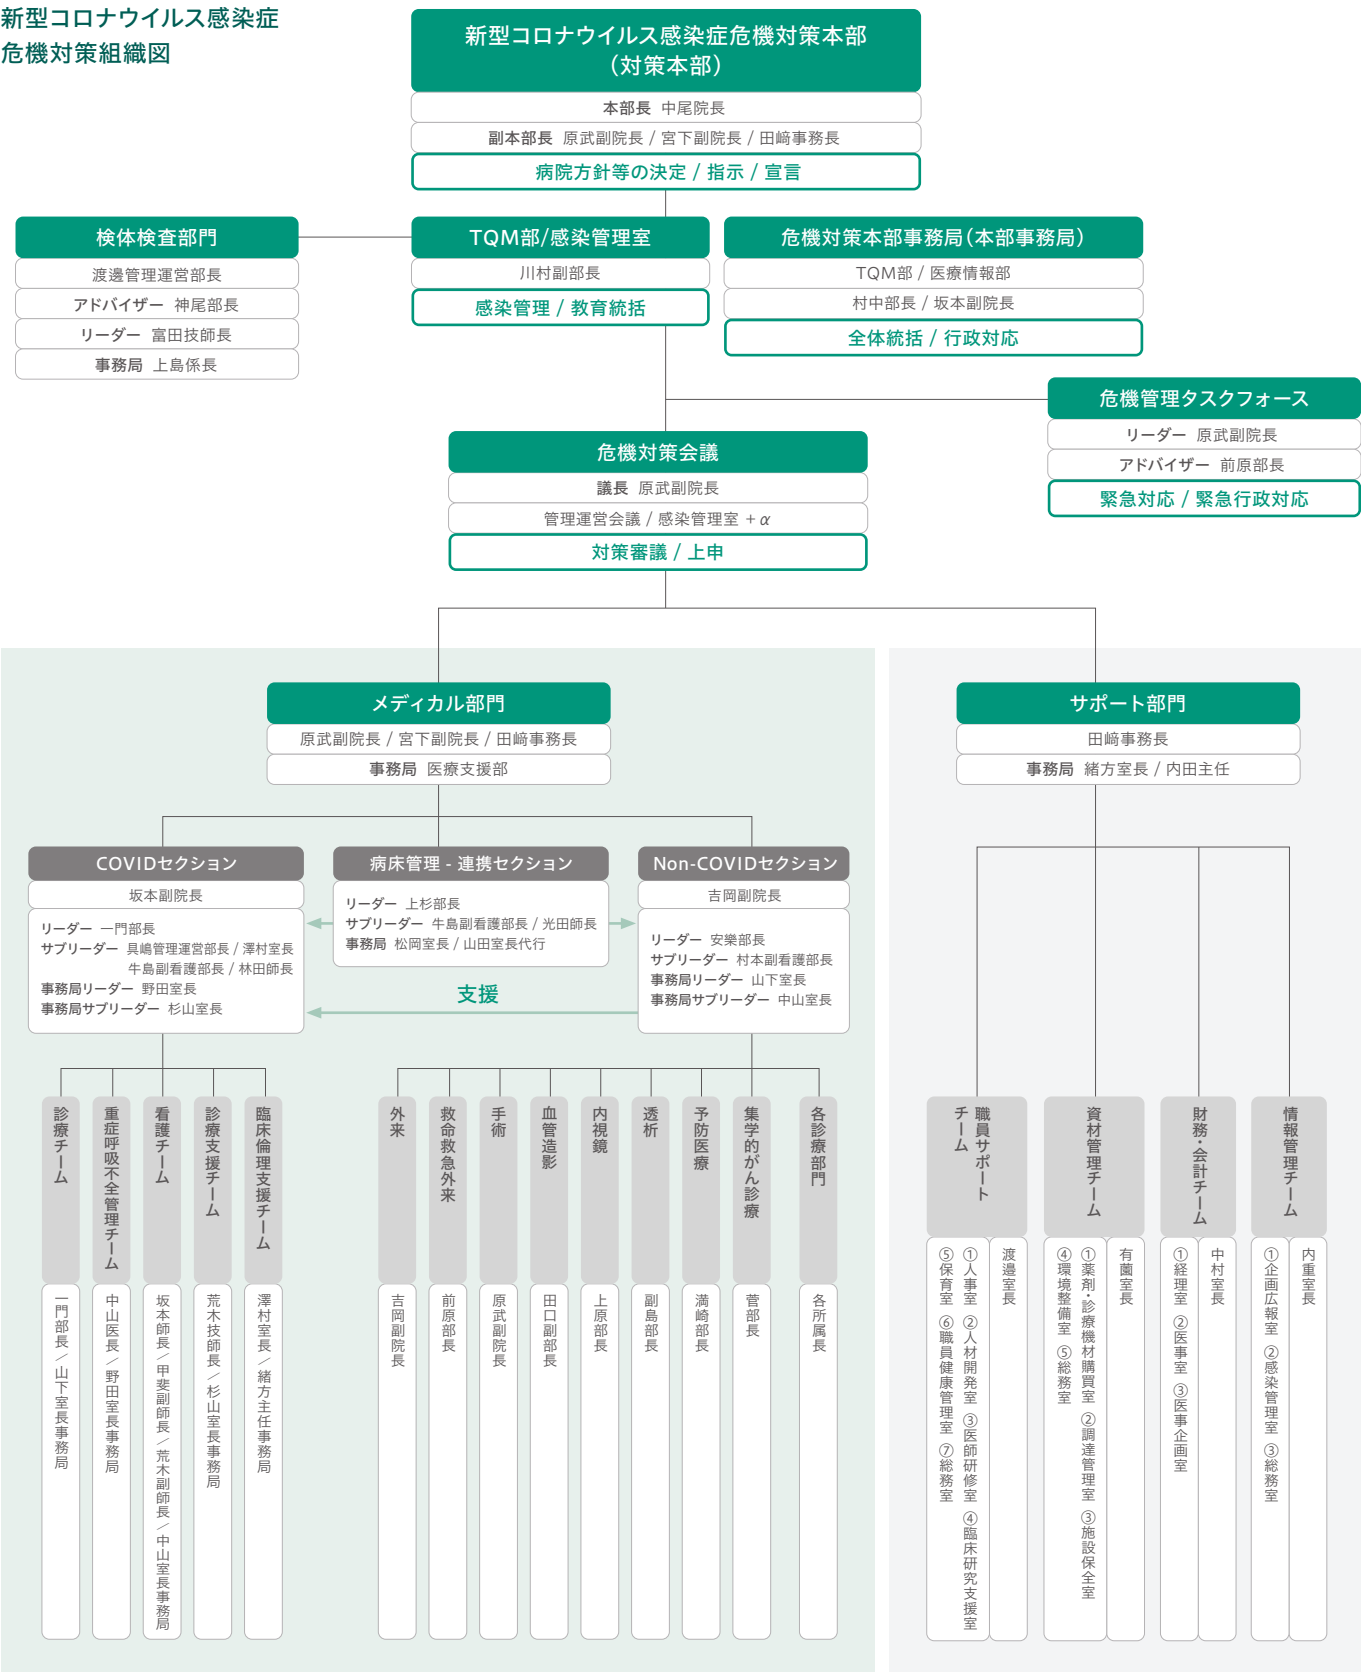 新型コロナウイルス感染症
危機対策組織図
新型コロナウイルス感染症危機対策本部
（対策本部）
本部長 中尾院長
副本部長 原武副院長 / 宮下副院長 / 田﨑事務長
病院方針等の決定 / 指示 / 宣言
検体検査部門
渡邊管理運営部長
アドバイザー 神尾部長
リーダー 富田技師長
事務局 上島係長
TQM部/感染管理室
川村副部長
感染管理 / 教育統括
危機対策本部事務局（本部事務局）
TQM部 / 医療情報部
村中部長 / 坂本副院長
全体統括 / 行政対応
危機管理タスクフォース
リーダー 原武副院長
アドバイザー 前原部長
緊急対応 / 緊急行政対応
危機対策会議
議長 原武副院長
管理運営会議 / 感染管理室 ＋α
対策審議 / 上申
メディカル部門
原武副院長 / 宮下副院長 / 田﨑事務長
事務局 医療支援部
サポート部門
田﨑事務長
事務局 緒方室長 / 内田主任
COVIDセクション
坂本副院長
リーダー 一門部長
サブリーダー 具嶋管理運営部長 / 澤村室長
牛島副看護部長 / 林田師長
事務局リーダー 野田室長
事務局サブリーダー 杉山室長
病床管理 - 連携セクション
リーダー 上杉部長
サブリーダー 牛島副看護部長 / 光田師長
事務局 松岡室長 / 山田室長代行
Non-COVIDセクション
吉岡副院長
リーダー 安樂部長
サブリーダー 村本副看護部長
事務局リーダー 山下室長
事務局サブリーダー 中山室長
支援
診療チーム
一門部長／山下室長事務局
重症呼吸不全管理チーム
中山医長／野田室長事務局
看護チーム
坂本師長／甲斐副師長／荒木副師長／中山室長事務局
診療支援チーム
荒木技師長／杉山室長事務局
臨床倫理支援チーム
澤村室長／緒方主任事務局
外来
吉岡副院長
救命救急外来
前原部長
手術
原武副院長
血管造影
田口副部長
内視鏡
上原部長
透析
副島部長
予防医療
満崎部長
集学的がん診療
菅部長
各診療部門
各所属長
職員サポート
チーム
渡邉室長
①人事室 ②人材開発室 ③医師研修室 ④臨床研究支援室
⑤保育室 ⑥職員健康管理室 ⑦総務室
資材管理チーム
有薗室長
①薬剤・診療機材購買室 ②調達管理室 ③施設保全室
④環境整備室 ⑤総務室
財務・会計チーム
中村室長
①経理室 ②医事室 ③医事企画室
情報管理チーム
内重室長
①企画広報室 ②感染管理室 ③総務室